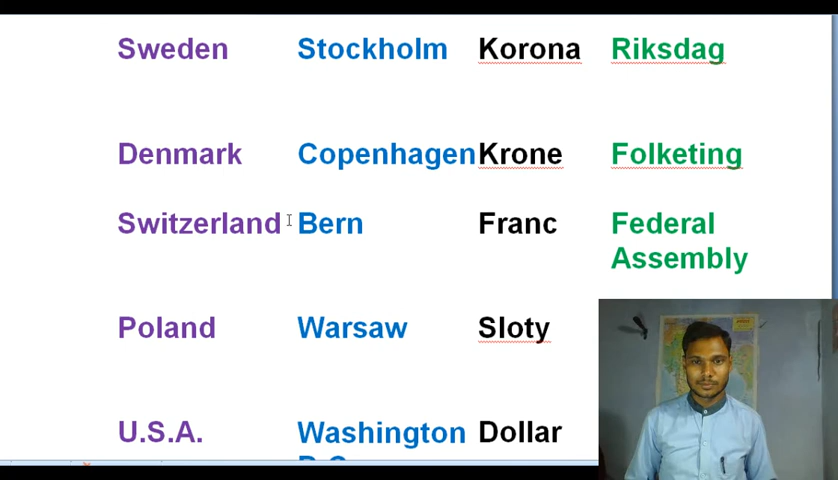 Sweden Stockholm Korona Riksdag
Denmark Copenhagen Krone Folketing
Switzerland Bern Franc Federal
Assembly
Poland Warsaw Sloty
U.S.A. Washington Dollar